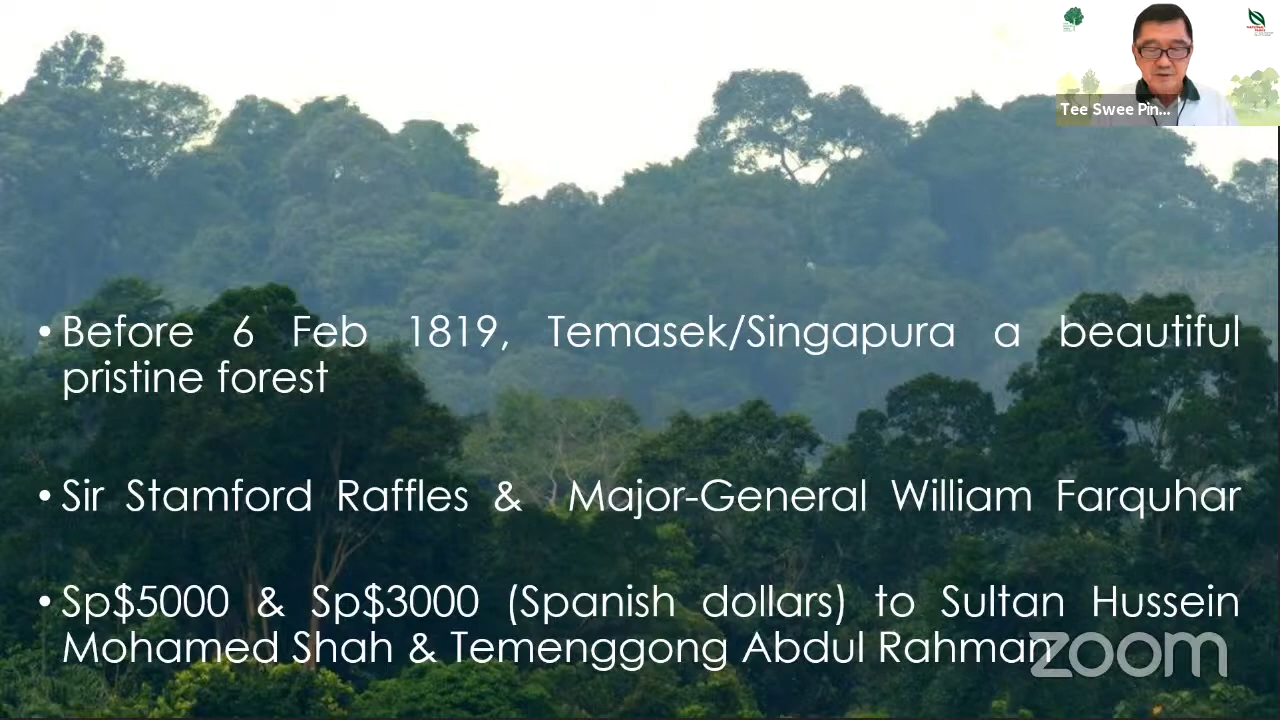 Tee Swee Pin...
• Before 6 Feb 1819, Temasek/Singapura a beautiful
pristine forest
• Sir Stamford Raffles & Major-General William Farquhar
• Sp$5000 & Sp$3000 (Spanish dollars) to Sultan Hussein
Mohamed Shah & Temenggong Abdul Rahman
zoom